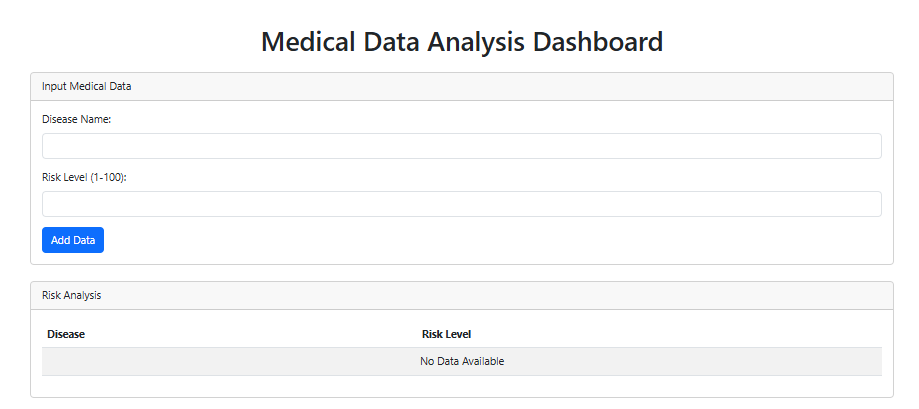 Medical Data Analysis Dashboard
Input Medical Data
Disease Name:
Risk Level (1-100):
Add Data
Risk Analysis
Disease Risk Level
No Data Available